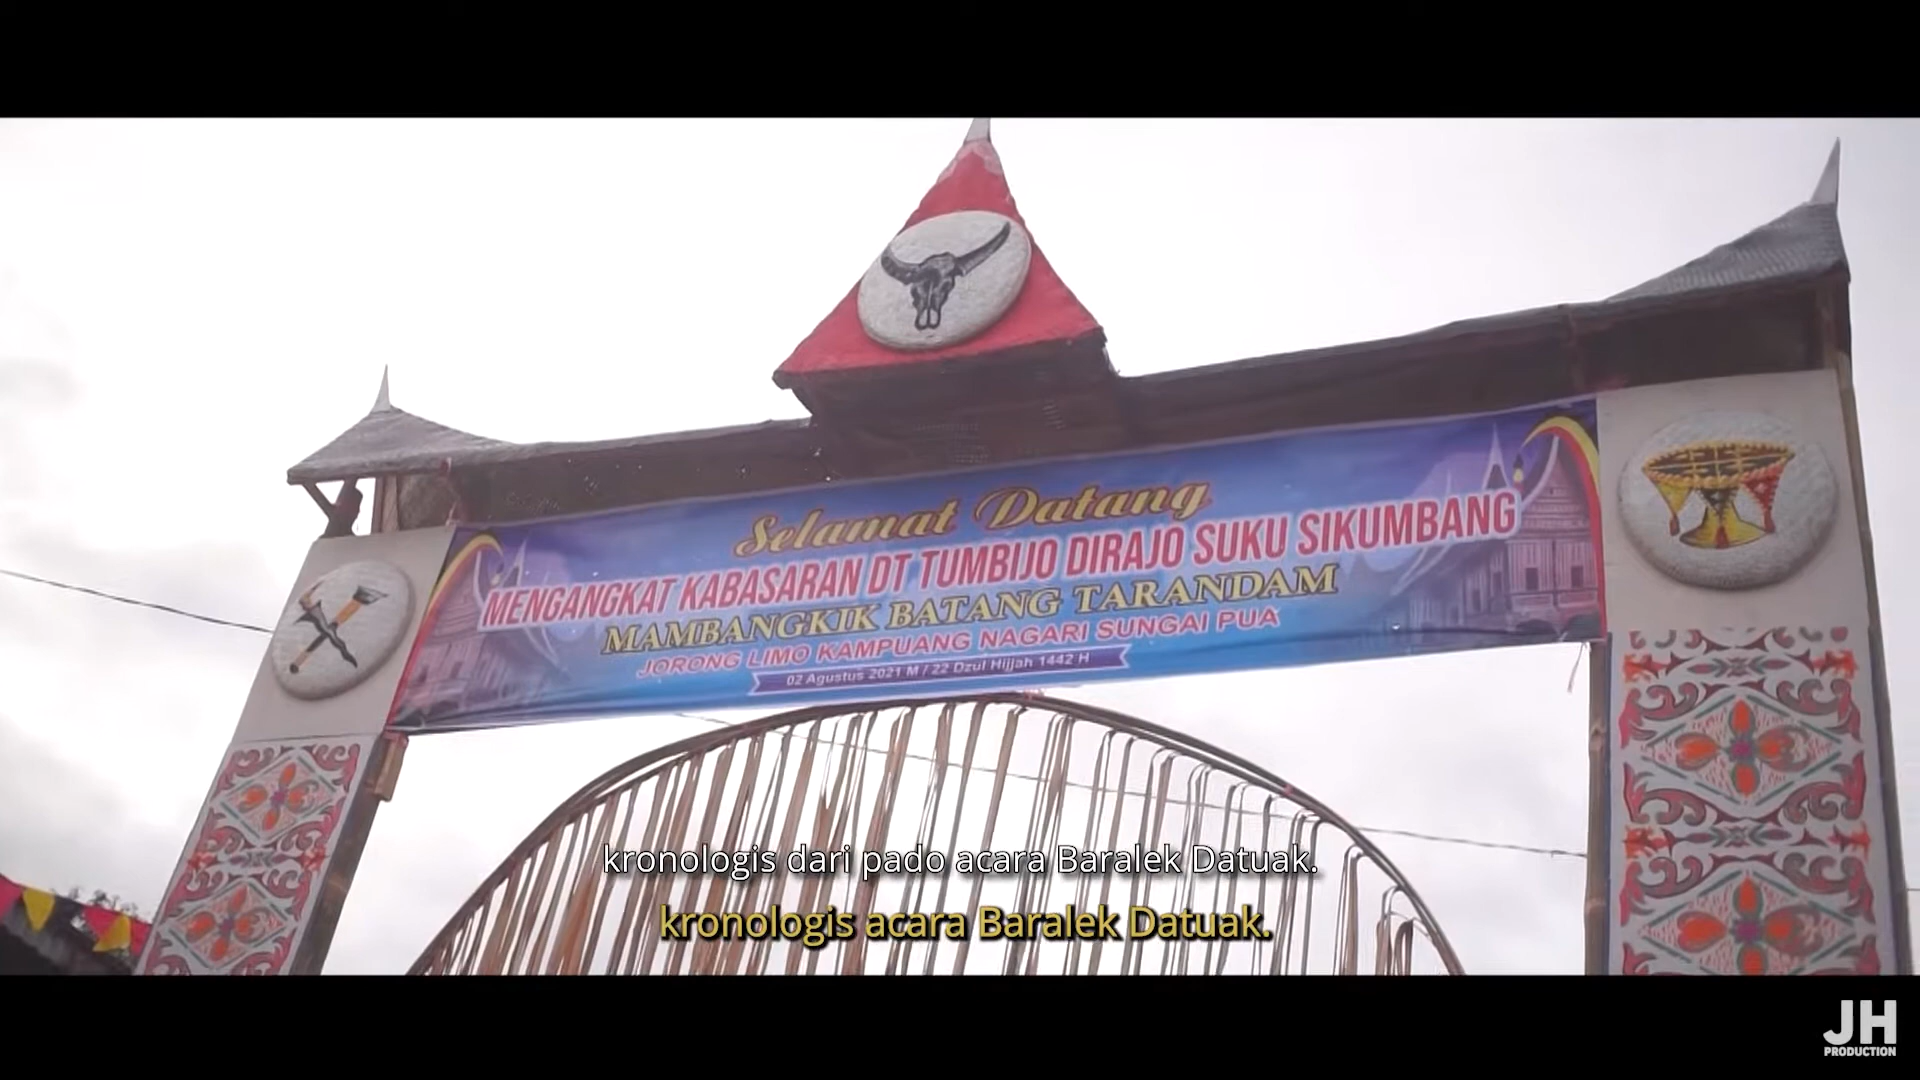 Selamat Datang
MENGANGKAT KABASARAN DT TUMBIJO DIRAJO SUKU SIKUMBANG
MAMBANGKIK BATANG TARANDAM
JORONG LIMO KAMPUANG NAGARI SUNGAI PUA
02 Agustus 2021 M / 22 Dzul Hijjah 1442 H
kronologis dari pado acara Baralek Datuak.
kronologis acara Baralek Datuak.
JH
PRODUCTION